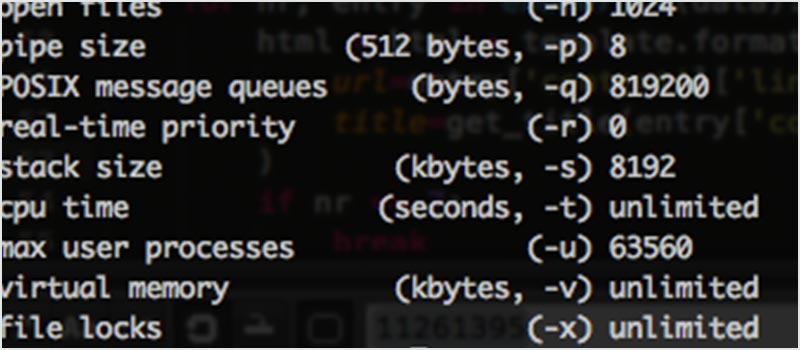 open files (-n) 1024
pipe size (512 bytes, -p) 8
POSIX message queues (bytes, -q) 819200
real-time priority (-r) 0
stack size (kbytes, -s) 8192
cpu time (seconds, -t) unlimited
max user processes (-u) 63560
virtual memory (kbytes, -v) unlimited
file locks (-x) unlimited